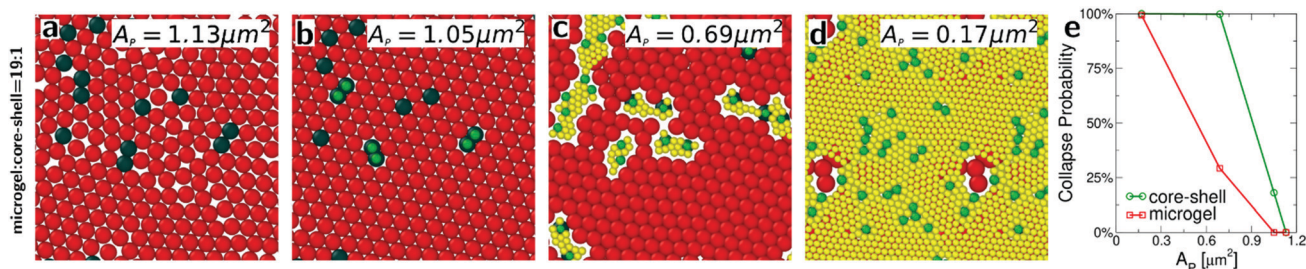 microgel:core-shell=19:1
a
A_P = 1.13μm²
b
A_P = 1.05μm²
c
A_P = 0.69μm²
d
A_P = 0.17μm²
e
Collapse Probability
100%
75%
50%
25%
0%
core-shell
microgel
0
0.3
0.6
0.9
1.2
A_P [μm²]